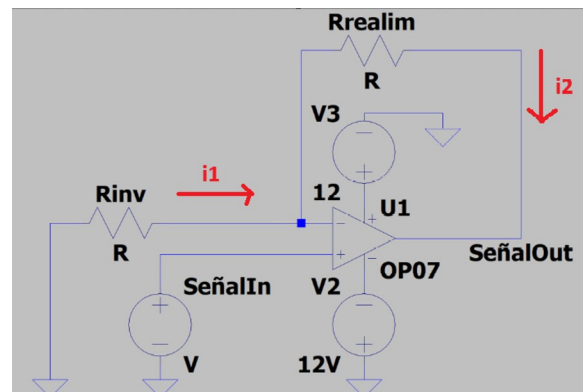 Rrealim
R
i2
V3
i1
Rinv
12
U1
R
SeñalOut
SeñalIn
V2
OP07
V
12V